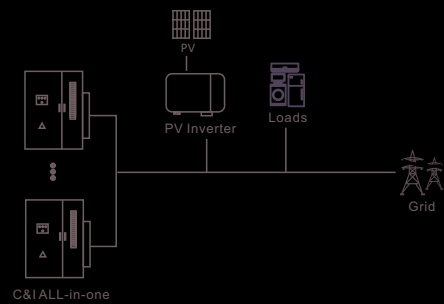 PV
PV Inverter
Loads
Grid
C&I ALL-in-one